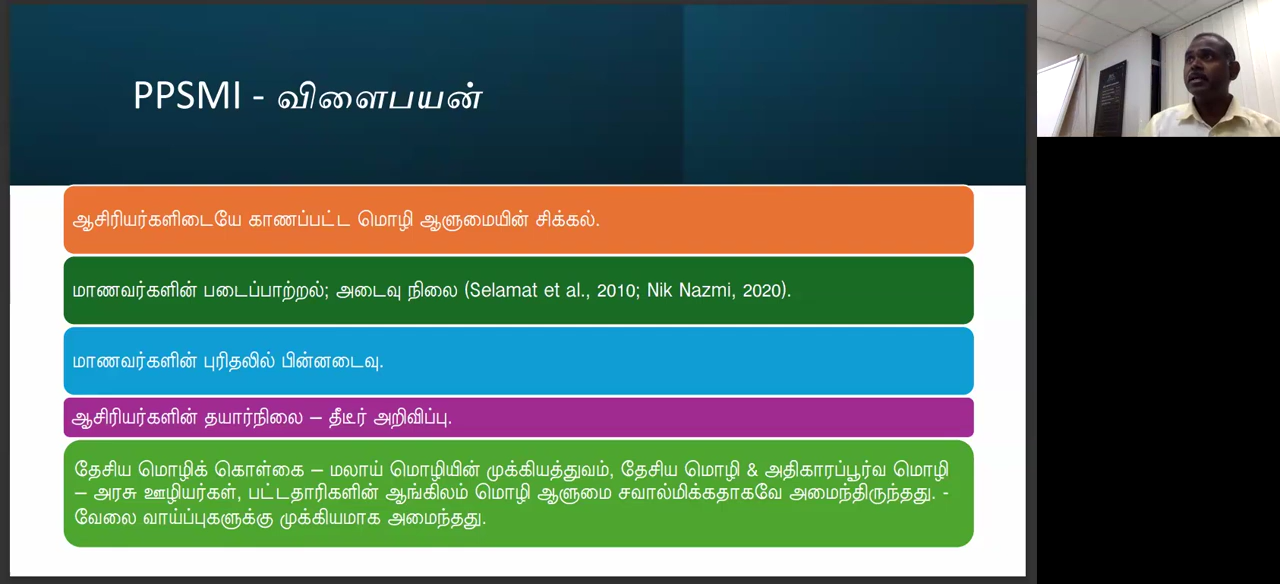 PPSMI - விளைபயன்
ஆசிரியர்களிடையே காணப்பட்ட மொழி ஆளுமையின் சிக்கல்.
மாணவர்களின் படைப்பாற்றல்; அடைவு நிலை (Selamat et al., 2010; Nik Nazmi, 2020).
மாணவர்களின் புரிதலில் பின்னடைவு.
ஆசிரியர்களின் தயார்நிலை – தீடீர் அறிவிப்பு.
தேசிய மொழிக் கொள்கை – மலாய் மொழியின் முக்கியத்துவம், தேசிய மொழி & அதிகாரப்பூர்வ மொழி
– அரசு ஊழியர்கள், பட்டதாரிகளின் ஆங்கிலம் மொழி ஆளுமை சவால்மிக்கதாகவே அமைந்திருந்தது. -
வேலை வாய்ப்புகளுக்கு முக்கியமாக அமைந்தது.